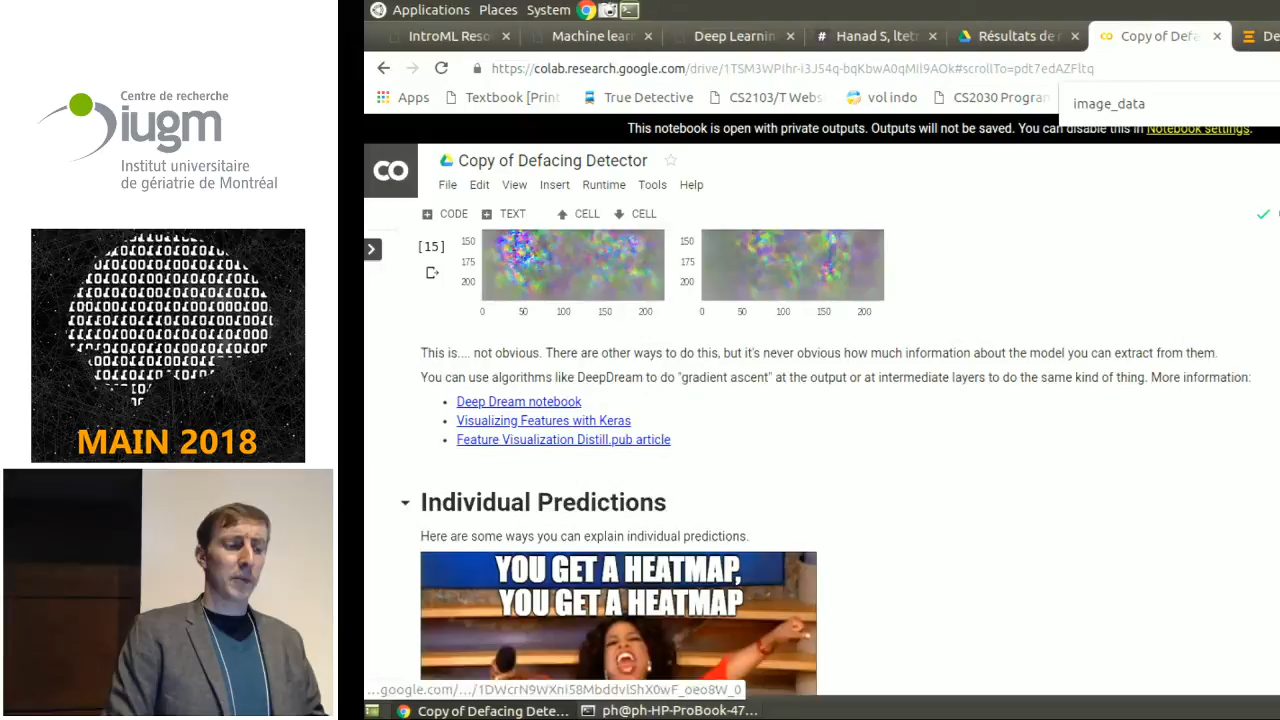 Centre de recherche
iugm
Institut universitaire
de gériatrie de Montréal
MAIN 2018
Applications Places System
IntroML Reso
Machine lear
Deep Learnin
Hanad S, ltetr
Résultats de r
Copy of Defa
De
https://colab.research.google.com/drive/1TSM3WPIhr-i3J54q-bqKbwA0qMIl9AOk#scrollTo=pdt7edAZFltq
Apps
Textbook [Print
True Detective
CS2103/T Webs
vol indo
CS2030 Progran
image_data
This notebook is open with private outputs. Outputs will not be saved. You can disable this in Notebook settings.
CO
Copy of Defacing Detector
File Edit View Insert Runtime Tools Help
CODE TEXT CELL CELL
[15]
150 150
175 175
200 200
0 50 100 150 200 0 50 100 150 200
This is.... not obvious. There are other ways to do this, but it's never obvious how much information about the model you can extract from them.
You can use algorithms like DeepDream to do "gradient ascent" at the output or at intermediate layers to do the same kind of thing. More information:
• Deep Dream notebook
• Visualizing Features with Keras
• Feature Visualization Distill.pub article
Individual Predictions
Here are some ways you can explain individual predictions.
YOU GET A HEATMAP,
YOU GET A HEATMAP
...google.com/.../1DWcrN9WXni58MbddvlShX0wF_oeo8W_0
Copy of Defacing Dete...
ph@ph-HP-ProBook-47...